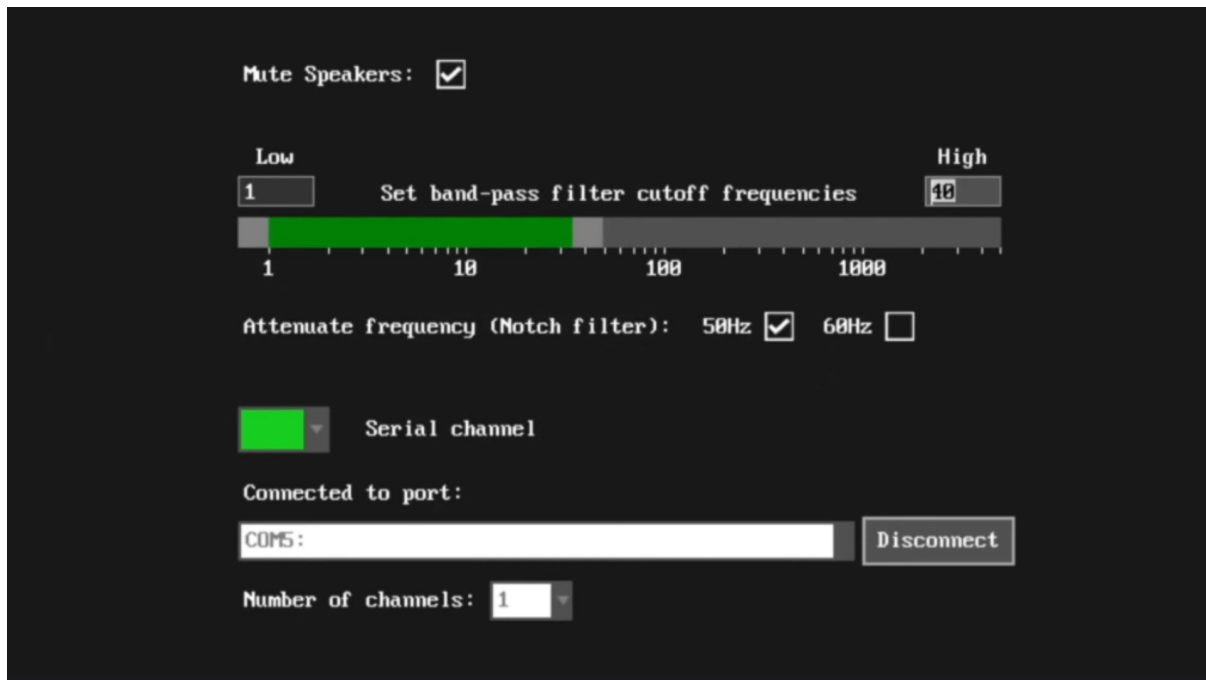 Mute Speakers:
Low High
1 Set band-pass filter cutoff frequencies 40
1 10 100 1000
Attenuate frequency (Notch filter): 50Hz 60Hz
Serial channel
Connected to port:
COM5: Disconnect
Number of channels: 1